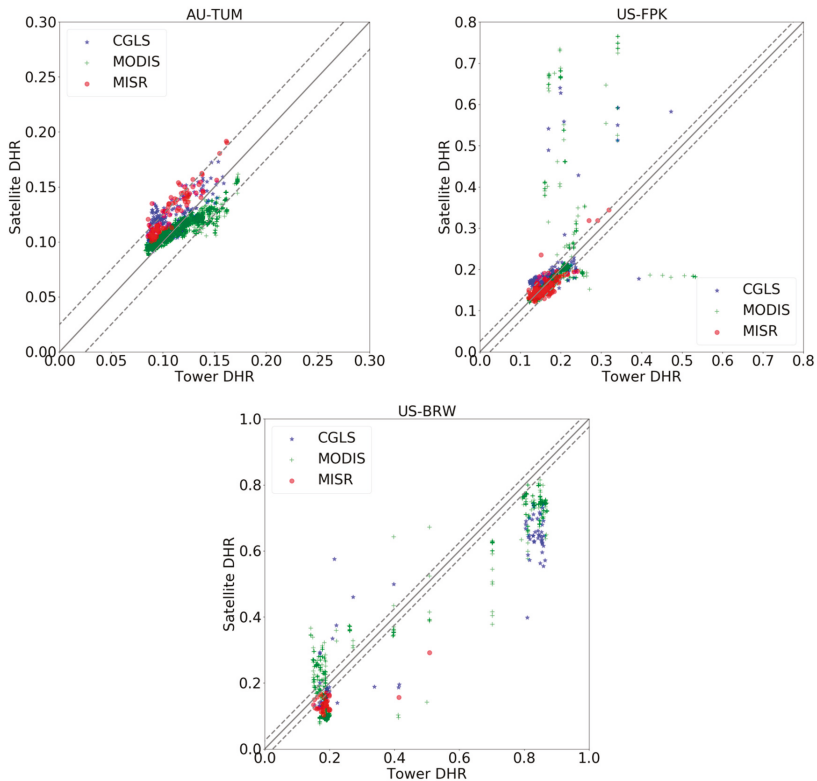 AU-TUM
0.30
0.25
0.20
0.15
0.10
0.05
0.00
Satellite DHR
CGLS
MODIS
MISR
0.00 0.05 0.10 0.15 0.20 0.25 0.30
Tower DHR
US-FPK
0.8
0.7
0.6
0.5
0.4
0.3
0.2
0.1
0.0
Satellite DHR
CGLS
MODIS
MISR
0.0 0.1 0.2 0.3 0.4 0.5 0.6 0.7 0.8
Tower DHR
US-BRW
1.0
0.8
0.6
0.4
0.2
0.0
Satellite DHR
CGLS
MODIS
MISR
0.0 0.2 0.4 0.6 0.8 1.0
Tower DHR